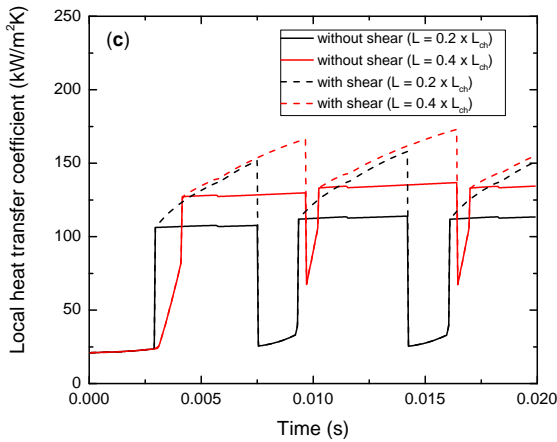 (c)
without shear (L = 0.2 x Lch)
without shear (L = 0.4 x Lch)
with shear (L = 0.2 x Lch)
with shear (L = 0.4 x Lch)
Local heat transfer coefficient (kW/m²K)
250
200
150
100
50
25
0
0.000 0.005 0.010 0.015 0.020
Time (s)